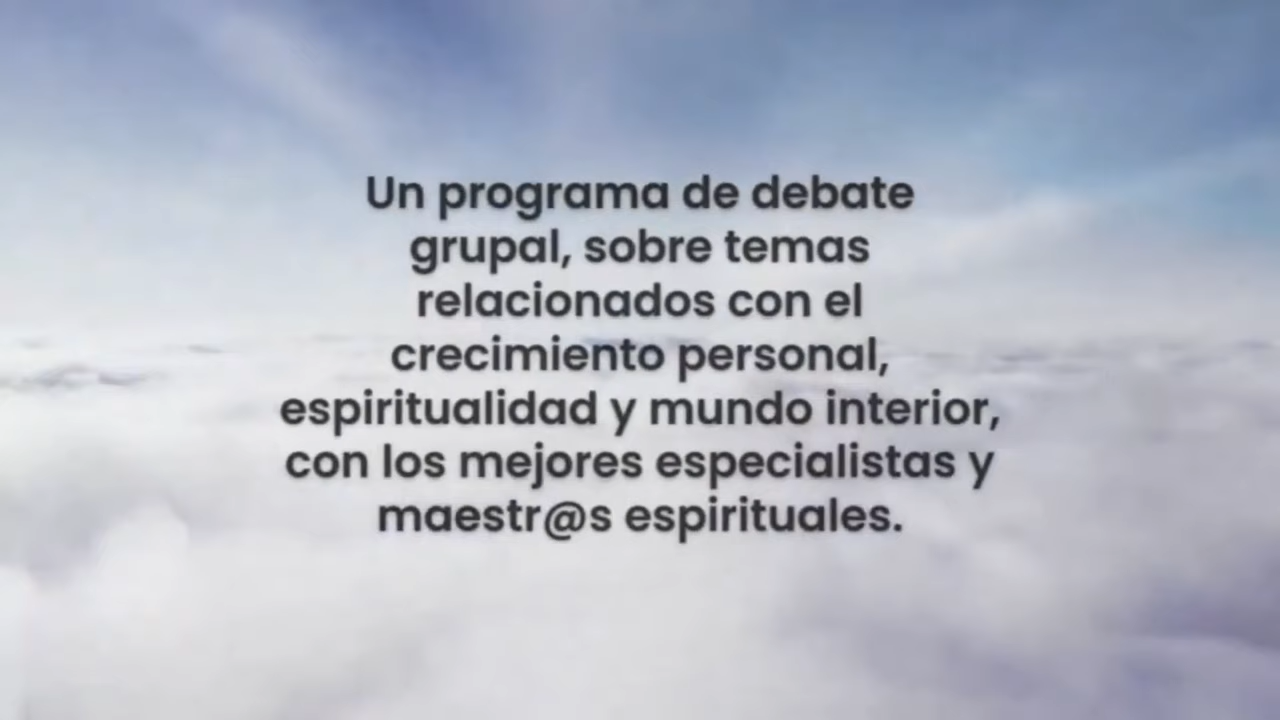 Un programa de debate
grupal, sobre temas
relacionados con el
crecimiento personal,
espiritualidad y mundo interior,
con los mejores especialistas y
maestr@s espirituales.